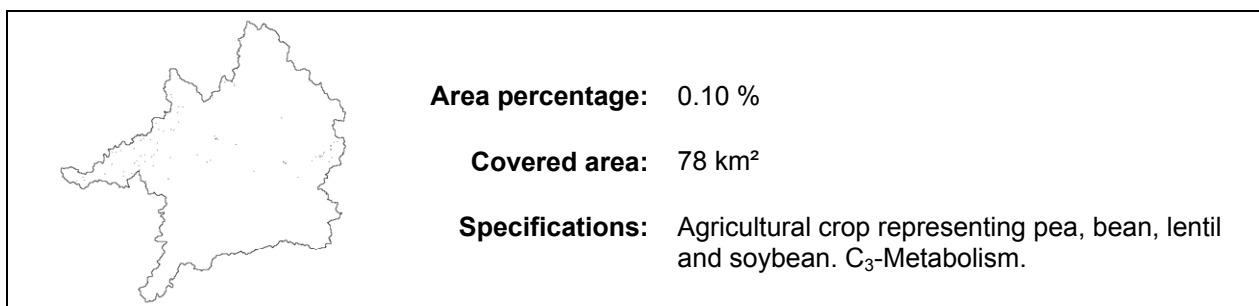 Area percentage: 0.10 %
Covered area: 78 km²
Specifications: Agricultural crop representing pea, bean, lentil
and soybean. C₃-Metabolism.